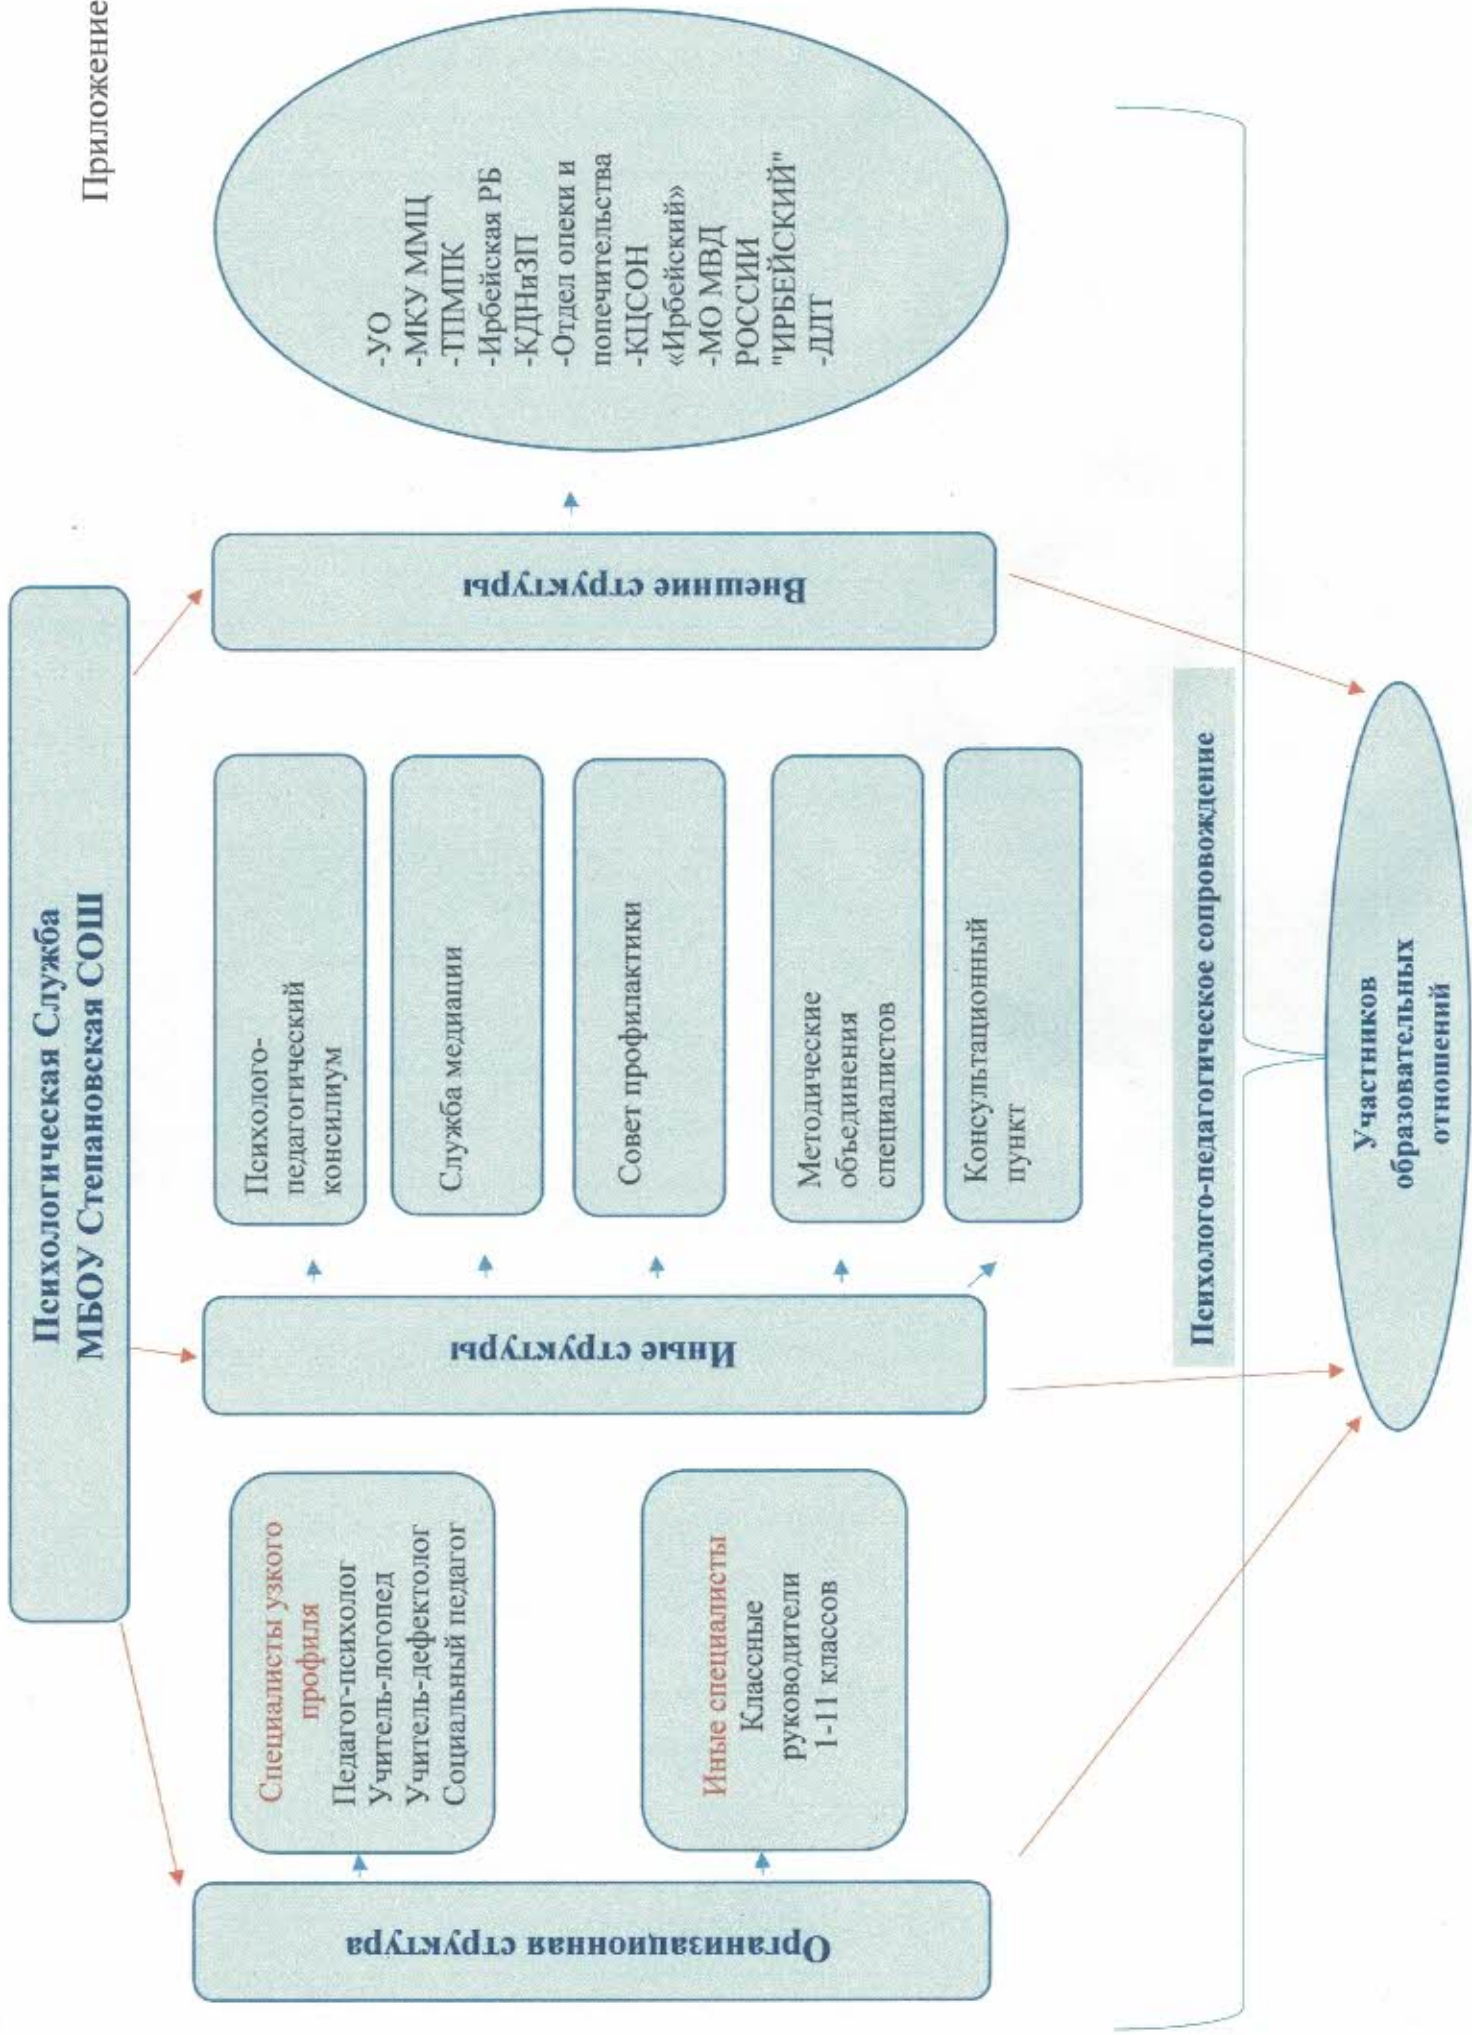 Приложение
Психологическая Служба
МБОУ Степановская СОШ
Организационная структура
Специалисты узкого
профиля
Педагог-психолог
Учитель-логопед
Учитель-дефектолог
Социальный педагог
Иные специалисты
Классные
руководители
1-11 классов
Иные структуры
Психолого-
педагогический
консилиум
Служба медиации
Совет профилактики
Методические
объединения
специалистов
Консультационный
пункт
Внешние структуры
-УО
-МКУ ММЦ
-ТПМПК
-Ирбейская РБ
-КДНиЗП
-Отдел опеки и
попечительства
-КЦСОН
«Ирбейский»
-МО МВД
РОССИИ
"ИРБЕЙСКИЙ"
-ДДТ
Психолого-педагогическое сопровождение
Участников
образовательных
отношений